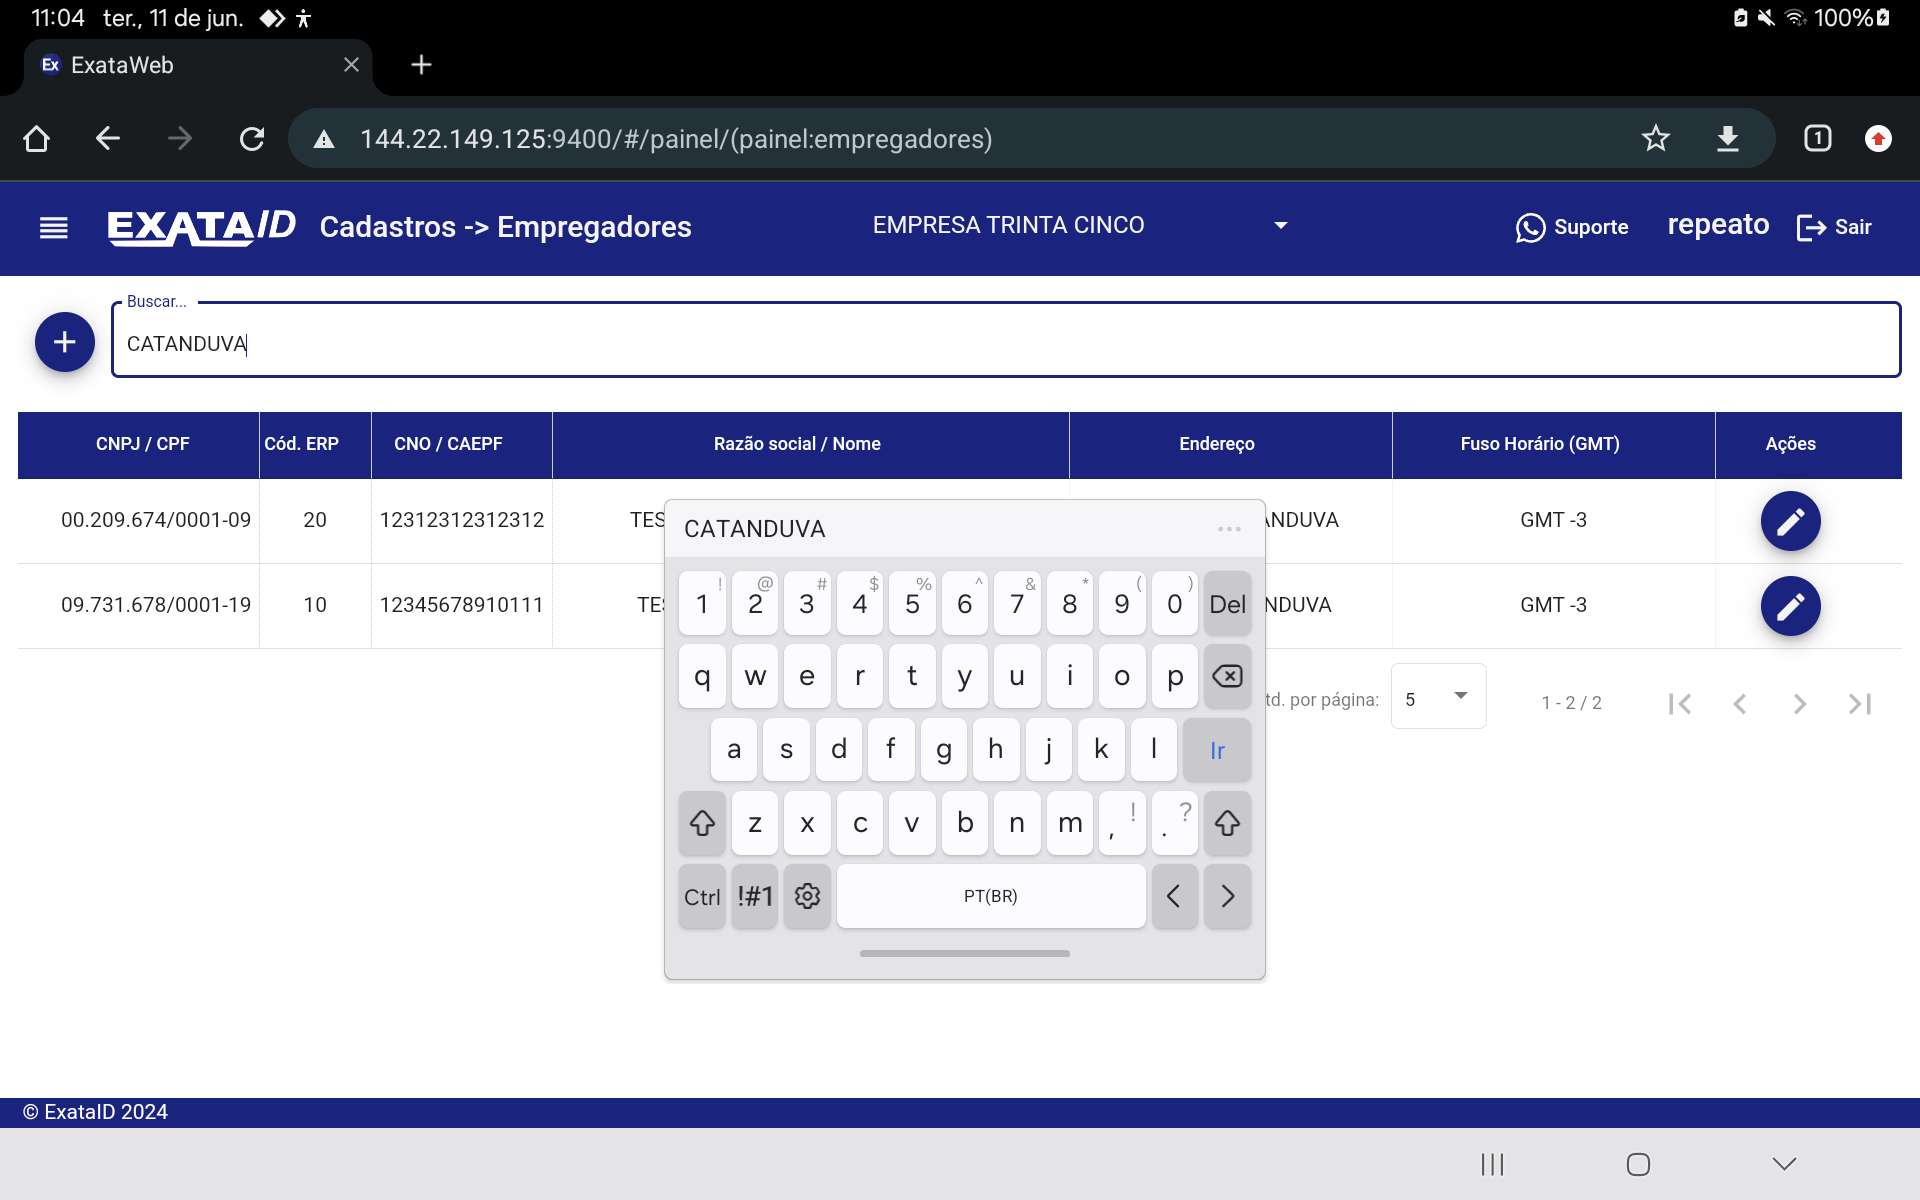 11:04 ter., 11 de jun. 100%
Ex ExataWeb
144.22.149.125:9400/#/painel/(painel:empregadores) 1
EXATAID Cadastros -> Empregadores EMPRESA TRINTA CINCO Suporte repeato Sair
Buscar...
CATANDUVA
CNPJ / CPF Cód. ERP CNO / CAEPF Razão social / Nome Endereço Fuso Horário (GMT) Ações
00.209.674/0001-09 20 12312312312312 TES ANDUVA GMT -3
09.731.678/0001-19 10 12345678910111 TES NDUVA GMT -3
td. por página: 5 1 - 2 / 2
CATANDUVA ...
! @ # $ % ^ & * ( )
1 2 3 4 5 6 7 8 9 0 Del
q w e r t y u i o p
a s d f g h j k l Ir
z x c v b n m , ! . ?
Ctrl !#1 PT(BR) < >
© ExataID 2024